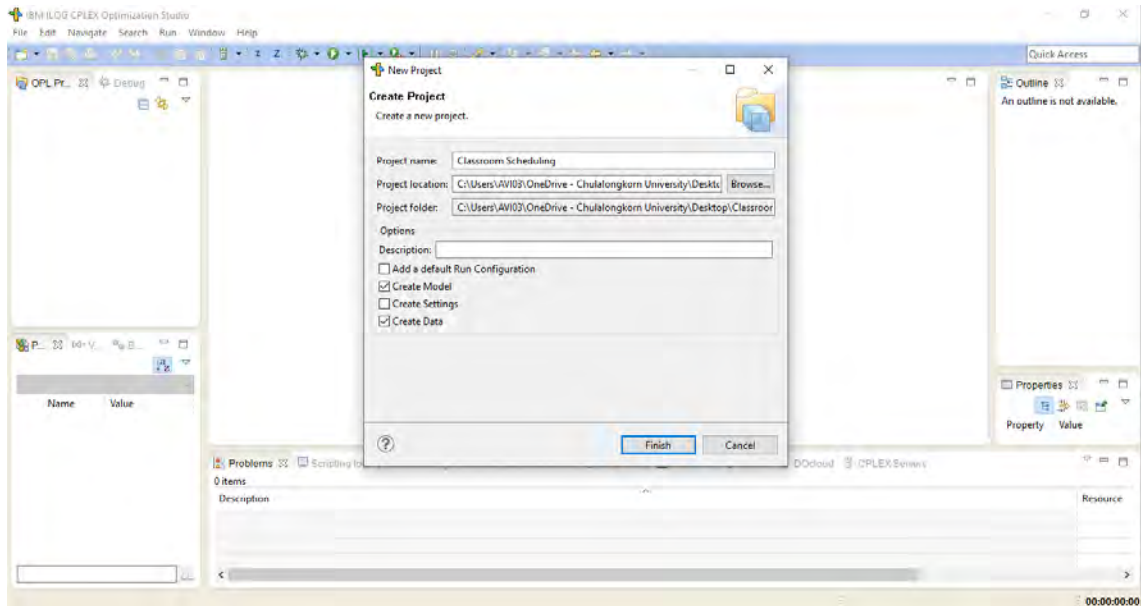 IBM ILOG CPLEX Optimization Studio
File Edit Navigate Search Run Window Help
Quick Access
OPL Pr... Debug
Outline
An outline is not available.
New Project
Create Project
Create a new project.
Project name: Classroom Scheduling
Project location: C:\Users\AVI03\OneDrive - Chulalongkorn University\Deskto Browse...
Project folder: C:\Users\AVI03\OneDrive - Chulalongkorn University\Desktop\Classroor
Options
Description:
Add a default Run Configuration
Create Model
Create Settings
Create Data
Finish Cancel
P... V... B...
Name Value
Properties
Property Value
Problems Scripting lo DOcloud CPLEX Servers
0 items
Description Resource
00:00:00:00